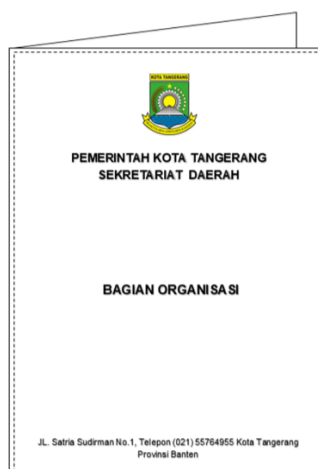 KOTA TANGERANG
PEMERINTAH KOTA TANGERANG
SEKRETARIAT DAERAH
BAGIAN ORGANISASI
JL. Satria Sudirman No.1, Telepon (021) 55764955 Kota Tangerang
Provinsi Banten